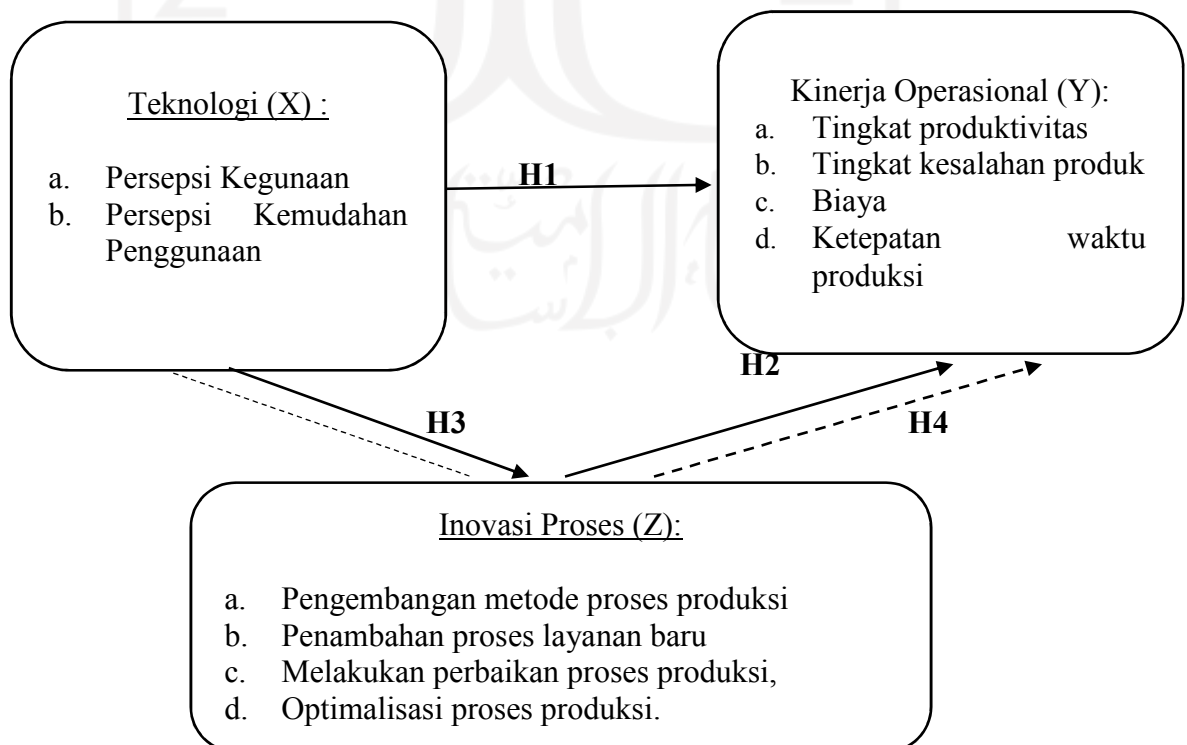 Teknologi (X) :
a. Persepsi Kegunaan
b. Persepsi Kemudahan
Penggunaan
H1
Kinerja Operasional (Y):
a. Tingkat produktivitas
b. Tingkat kesalahan produk
c. Biaya
d. Ketepatan waktu
produksi
H2
H3
H4
Inovasi Proses (Z):
a. Pengembangan metode proses produksi
b. Penambahan proses layanan baru
c. Melakukan perbaikan proses produksi,
d. Optimalisasi proses produksi.